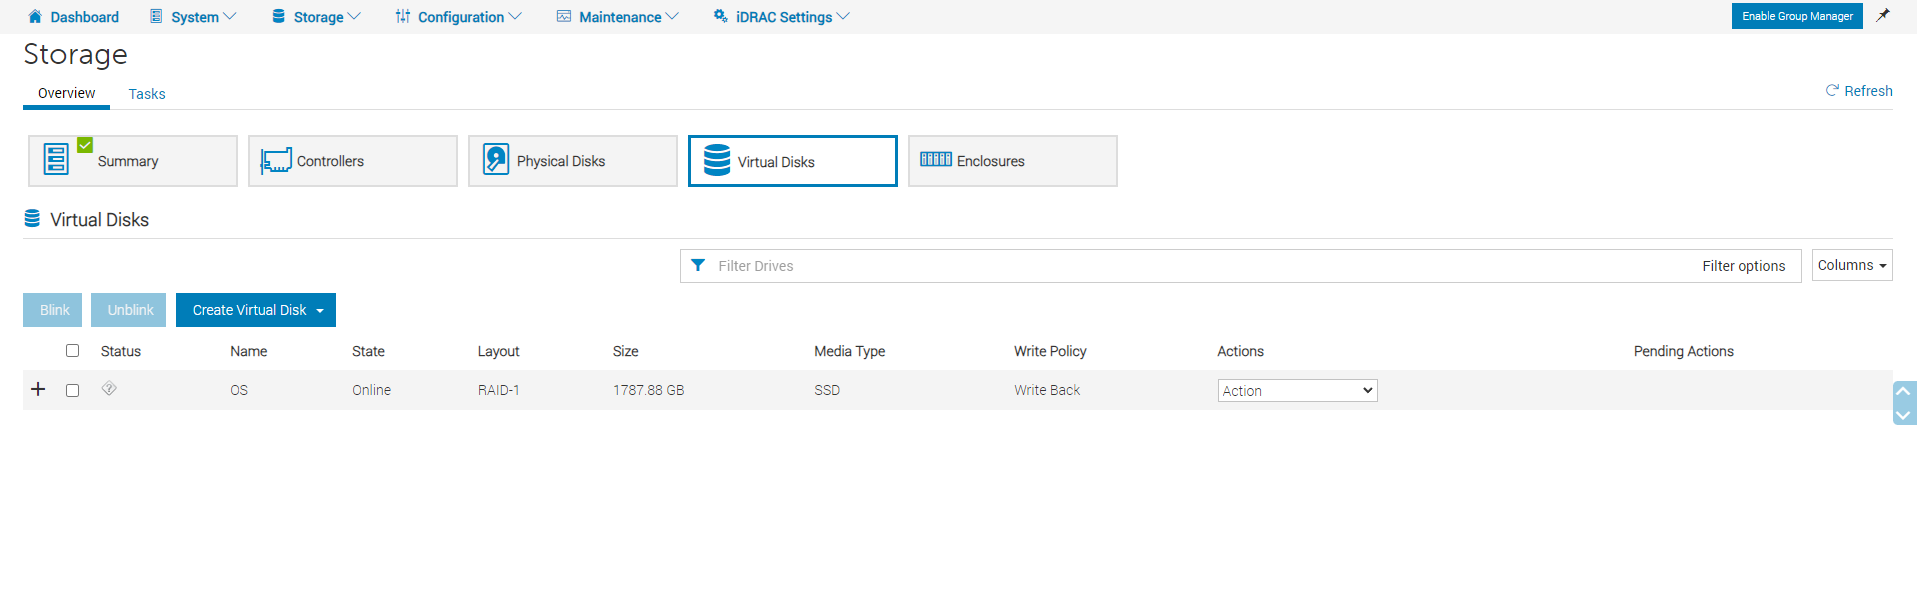 Dashboard System Storage Configuration Maintenance iDRAC Settings Enable Group Manager
Storage
Overview Tasks Refresh
Summary Controllers Physical Disks Virtual Disks Enclosures
Virtual Disks
Filter Drives Filter options Columns
Blink Unblink Create Virtual Disk
Status Name State Layout Size Media Type Write Policy Actions Pending Actions
OS Online RAID-1 1787.88 GB SSD Write Back Action